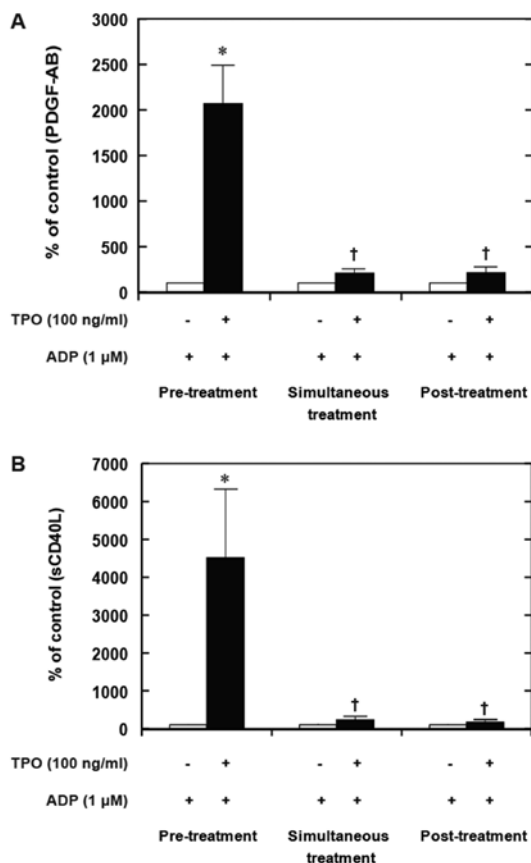 A
% of control (PDGF-AB)
3000
2500
2000
1500
1000
500
0
*
†
†
TPO (100 ng/ml) - + - + - +
ADP (1 µM) + + + + + +
Pre-treatment Simultaneous treatment Post-treatment
B
% of control (sCD40L)
7000
6000
5000
4000
3000
2000
1000
0
*
†
†
TPO (100 ng/ml) - + - + - +
ADP (1 µM) + + + + + +
Pre-treatment Simultaneous treatment Post-treatment